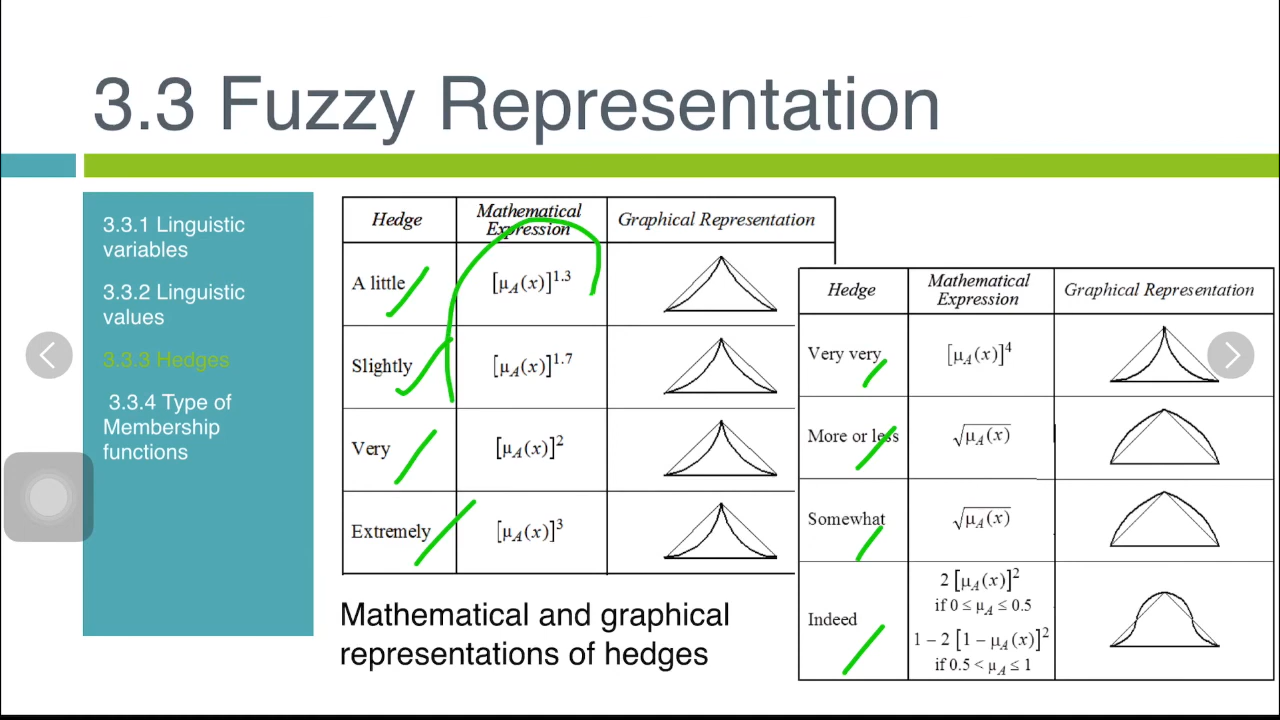 3.3 Fuzzy Representation
3.3.1 Linguistic
variables
3.3.2 Linguistic
values
3.3.3 Hedges
3.3.4 Type of
Membership
functions
Hedge
Mathematical
Expression
Graphical Representation
A little
[μA(x)]^1.3
Slightly
[μA(x)]^1.7
Very
[μA(x)]^2
Extremely
[μA(x)]^3
Hedge
Mathematical
Expression
Graphical Representation
Very very
[μA(x)]^4
More or less
√μA(x)
Somewhat
√μA(x)
Indeed
2 [μA(x)]^2
if 0 ≤ μA ≤ 0.5
1 − 2 [1 − μA(x)]^2
if 0.5 < μA ≤ 1
Mathematical and graphical
representations of hedges